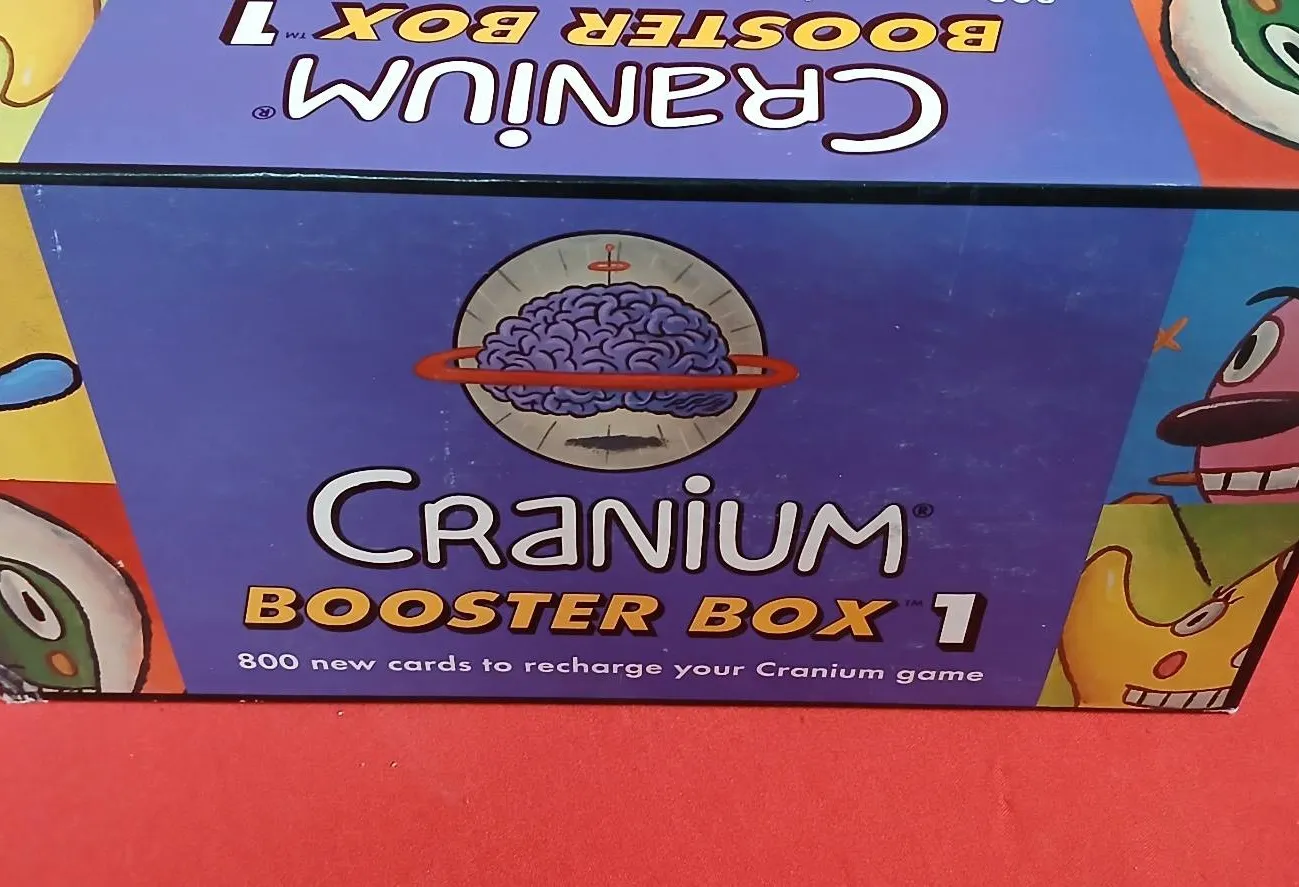 BOOSTER BOX™ 1
CRANIUM®
CRANIUM®
BOOSTER BOX™ 1
800 new cards to recharge your Cranium game